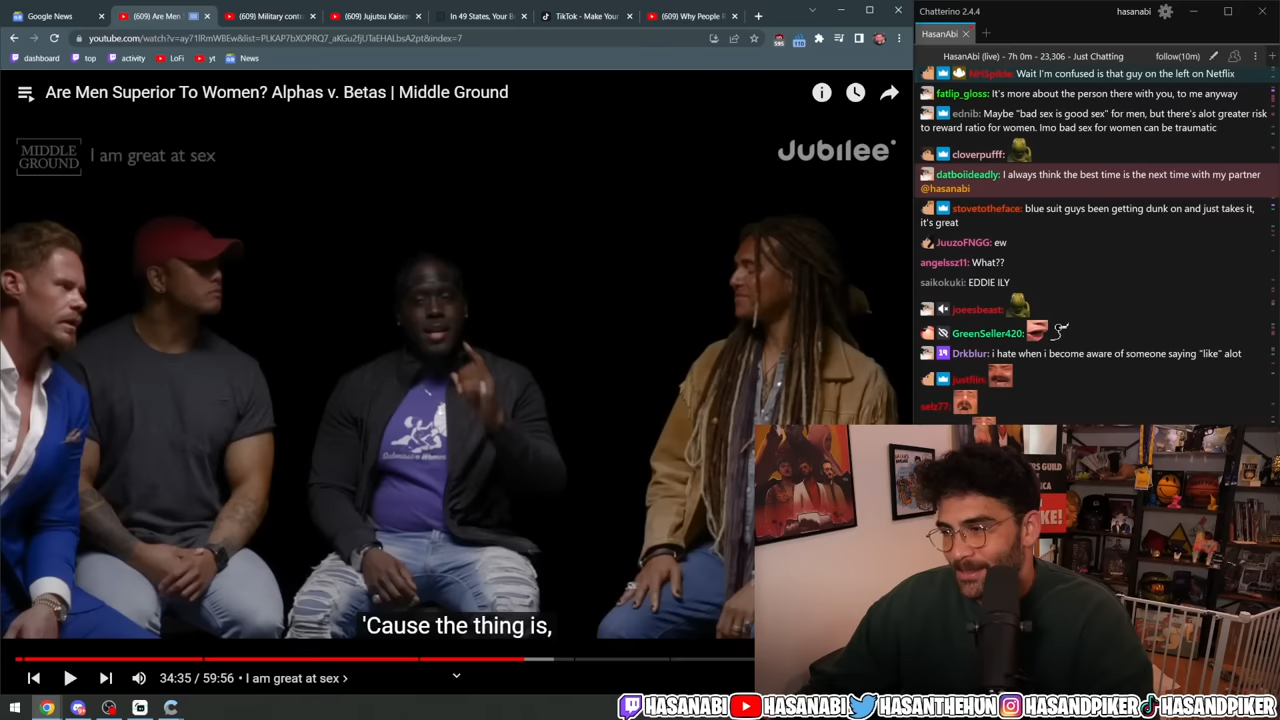 Google News
(609) Are Men
(609) Military contr
(609) Jujutsu Kaiser
In 49 States, Your B
TikTok - Make Your
(609) Why People F
Chatterino 2.4.4
hasanabi
HasanAbi
youtube.com/watch?v=ay71IRmWBEw&list=PLKAP7bXOPRQ7_aKGu2fjUTaEHALbsA2pt&index=7
dashboard
top
activity
LoFi
yt
News
HasanAbi (live) - 7h 0m - 23,306 - Just Chatting
follow(10m)
Are Men Superior To Women? Alphas v. Betas | Middle Ground
MIDDLE
GROUND
I am great at sex
Jubilee
Wait I'm confused is that guy on the left on Netflix
fatlip_gloss: It's more about the person there with you, to me anyway
ednib: Maybe "bad sex is good sex" for men, but there's alot greater risk
to reward ratio for women. Imo bad sex for women can be traumatic
cloverpufff:
datboiideadly: I always think the best time is the next time with my partner
@hasanabi
stovetotheface: blue suit guys been getting dunk on and just takes it,
it's great
JuuzoFNGG: ew
angelssz11: What??
saikokuki: EDDIE ILY
joeesbeast:
GreenSeller420:
Drkblur: i hate when i become aware of someone saying "like" alot
justfiin:
selz77:
'Cause the thing is,
34:35 / 59:56 • I am great at sex
HASANABI
HASANABI
HASANTHEHUN
HASANDPIKER
HASANDPIKER